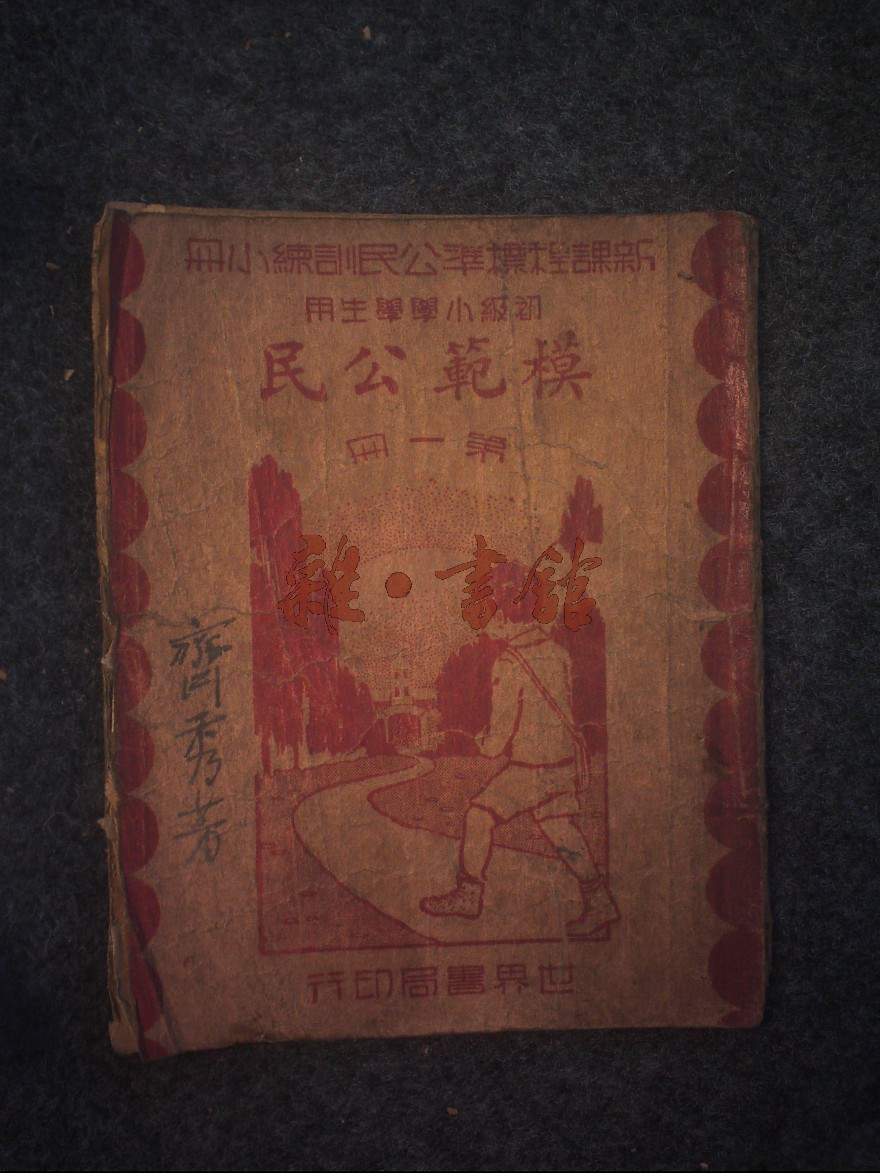 新課程標準公民訓練小冊
初級小學學生用
模範公民
第一冊
雜·書館
齊秀著
世界書局印行